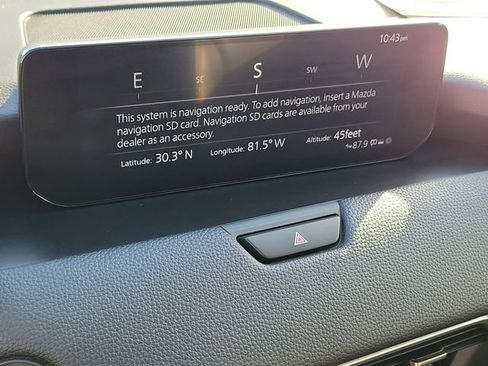 10:43pm
E SE S SW W
This system is navigation ready. To add navigation, insert a Mazda
navigation SD card. Navigation SD cards are available from your
dealer as an accessory.
Latitude: 30.3° N Longitude: 81.5° W Altitude: 45feet
87.9